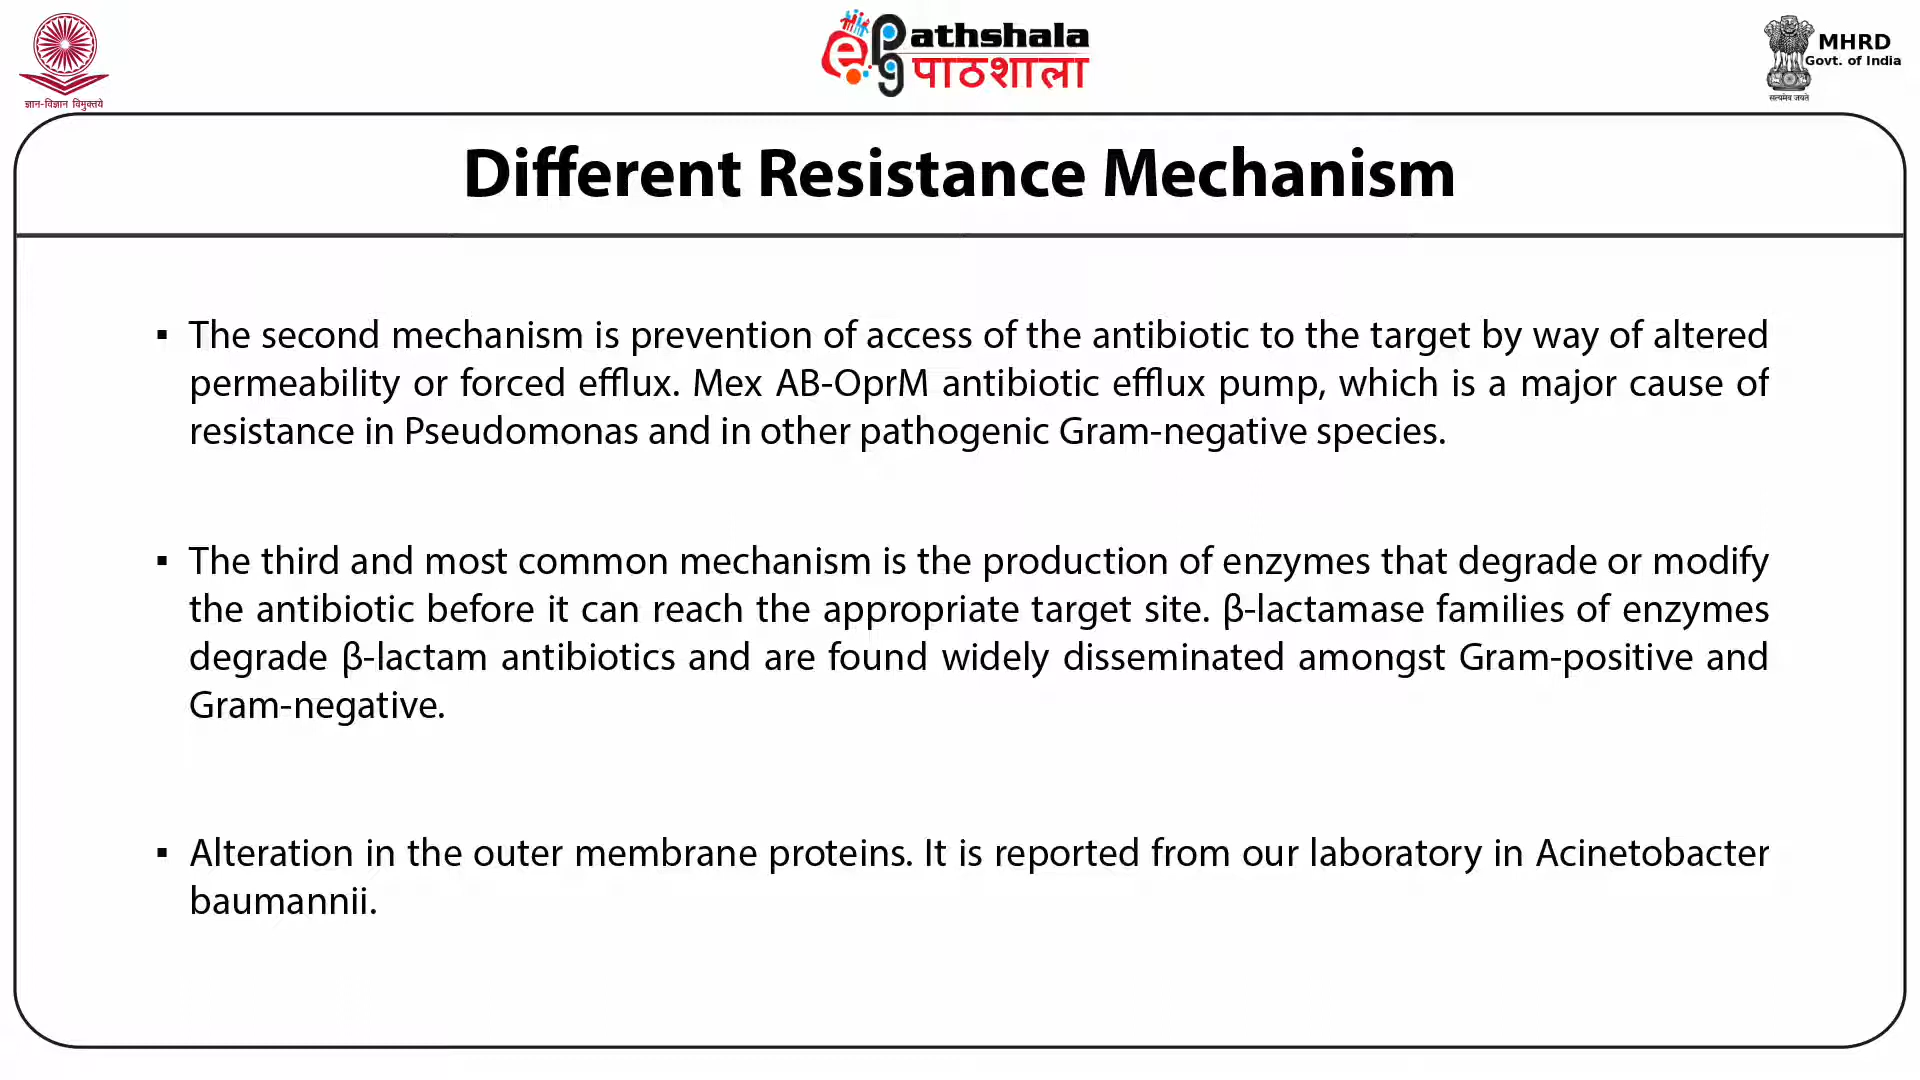 ज्ञान-विज्ञान विमुक्तये
ePathshala
पाठशाला
MHRD
Govt. of India
सत्यमेव जयते
Different Resistance Mechanism
▪ The second mechanism is prevention of access of the antibiotic to the target by way of altered
permeability or forced efflux. Mex AB-OprM antibiotic efflux pump, which is a major cause of
resistance in Pseudomonas and in other pathogenic Gram-negative species.
▪ The third and most common mechanism is the production of enzymes that degrade or modify
the antibiotic before it can reach the appropriate target site. β-lactamase families of enzymes
degrade β-lactam antibiotics and are found widely disseminated amongst Gram-positive and
Gram-negative.
▪ Alteration in the outer membrane proteins. It is reported from our laboratory in Acinetobacter
baumannii.